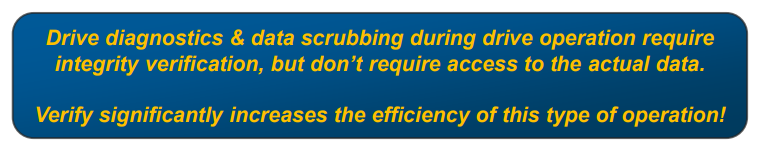 Drive diagnostics & data scrubbing during drive operation require
integrity verification, but don’t require access to the actual data.
Verify significantly increases the efficiency of this type of operation!